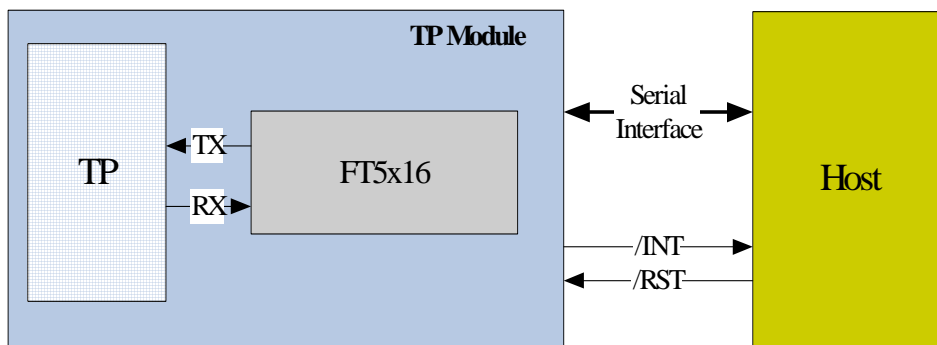 TP Module
TP
TX
RX
FT5x16
Serial
Interface
/INT
/RST
Host